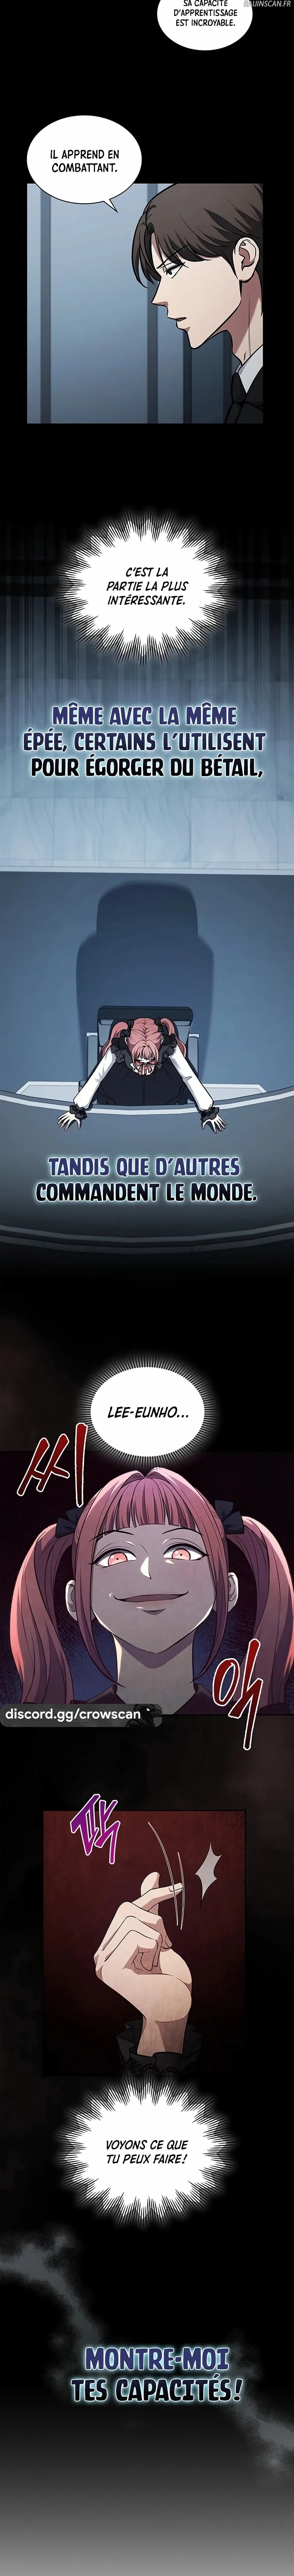 SA CAPACITÉ
D'APPRENTISSAGE
EST INCROYABLE.
IL APPREND EN
COMBATTANT.
C'EST LA
PARTIE LA PLUS
INTÉRESSANTE.
MÊME AVEC LA MÊME
ÉPÉE, CERTAINS L'UTILISENT
POUR ÉGORGER DU BÉTAIL,
TANDIS QUE D'AUTRES
COMMANDENT LE MONDE.
LEE-EUNHO...
씨
익
discord.gg/crowscan
딱
VOYONS CE QUE
TU PEUX FAIRE!
MONTRE-MOI
TES CAPACITÉS!